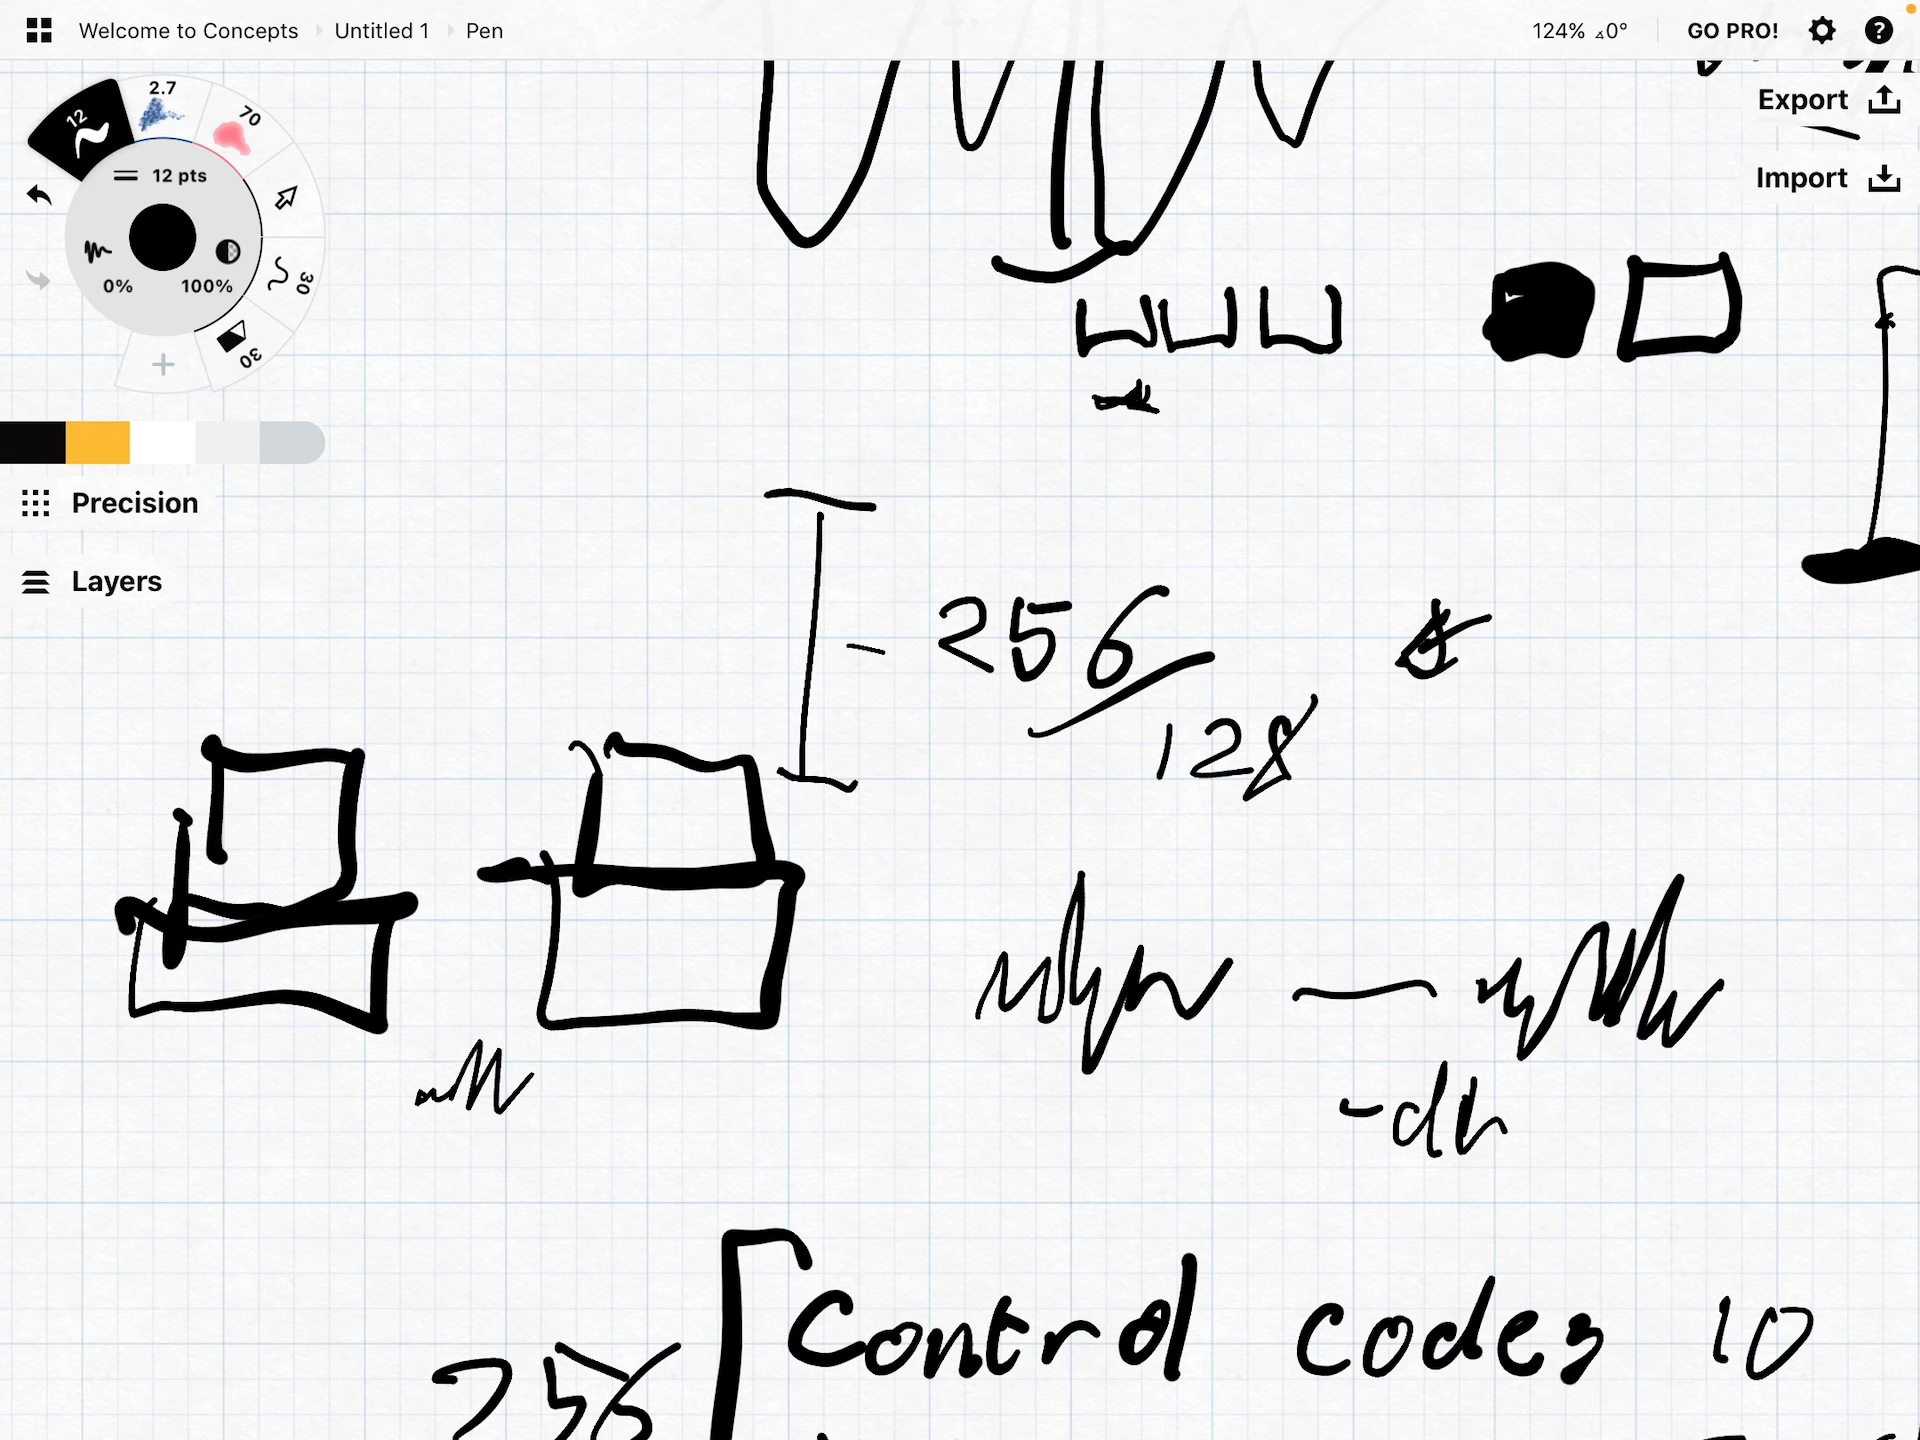 Welcome to Concepts Untitled 1 Pen
124% ⊿0° GO PRO! ?
Export
Import
2.7
12
70
12 pts
0% 100%
30
30
Precision
Layers
- 256
128
Control codes 10
256